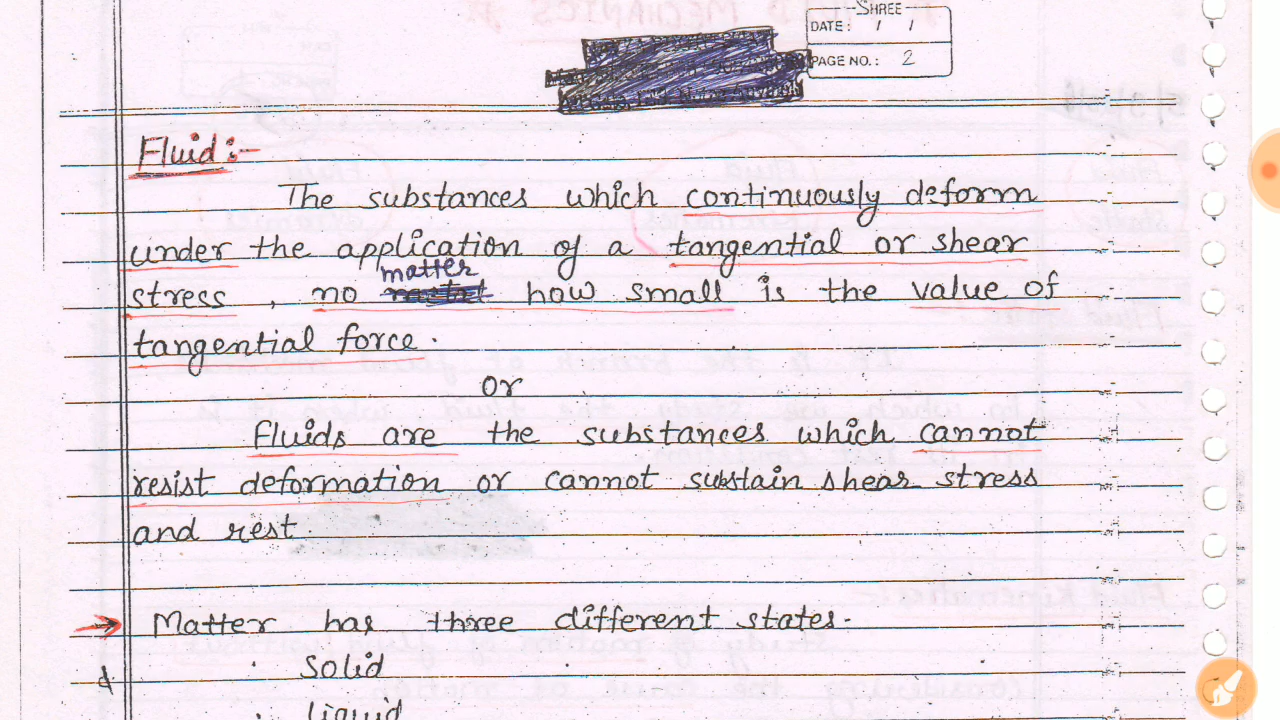 SHREE
DATE: / /
PAGE NO.: 2
Fluid:-
The substances which continuously deform
under the application of a tangential or shear
matter
stress, no how small is the value of
tangential force.
or
Fluids are the substances which cannot
resist deformation or cannot substain shear stress
and rest.
→ Matter has three different states.
. Solid
. liquid